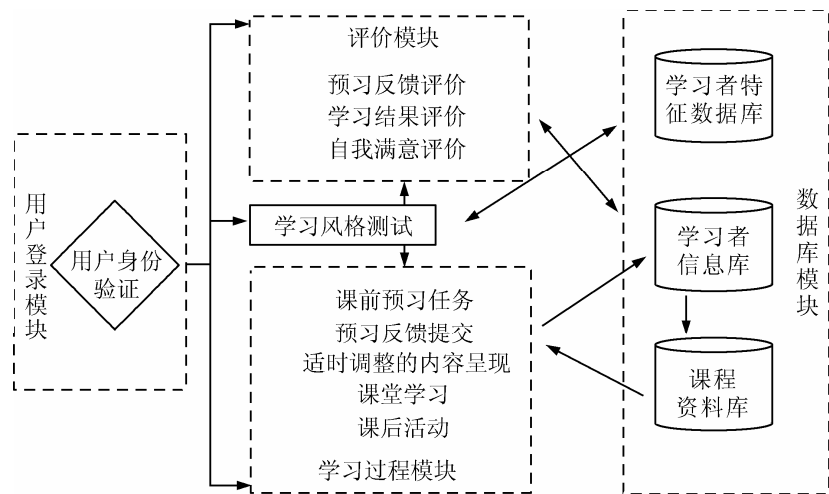 用户登录模块
用户身份
验证
评价模块
预习反馈评价
学习结果评价
自我满意评价
学习风格测试
课前预习任务
预习反馈提交
适时调整的内容呈现
课堂学习
课后活动
学习过程模块
学习者特
征数据库
学习者
信息库
课程
资料库
数据库模块